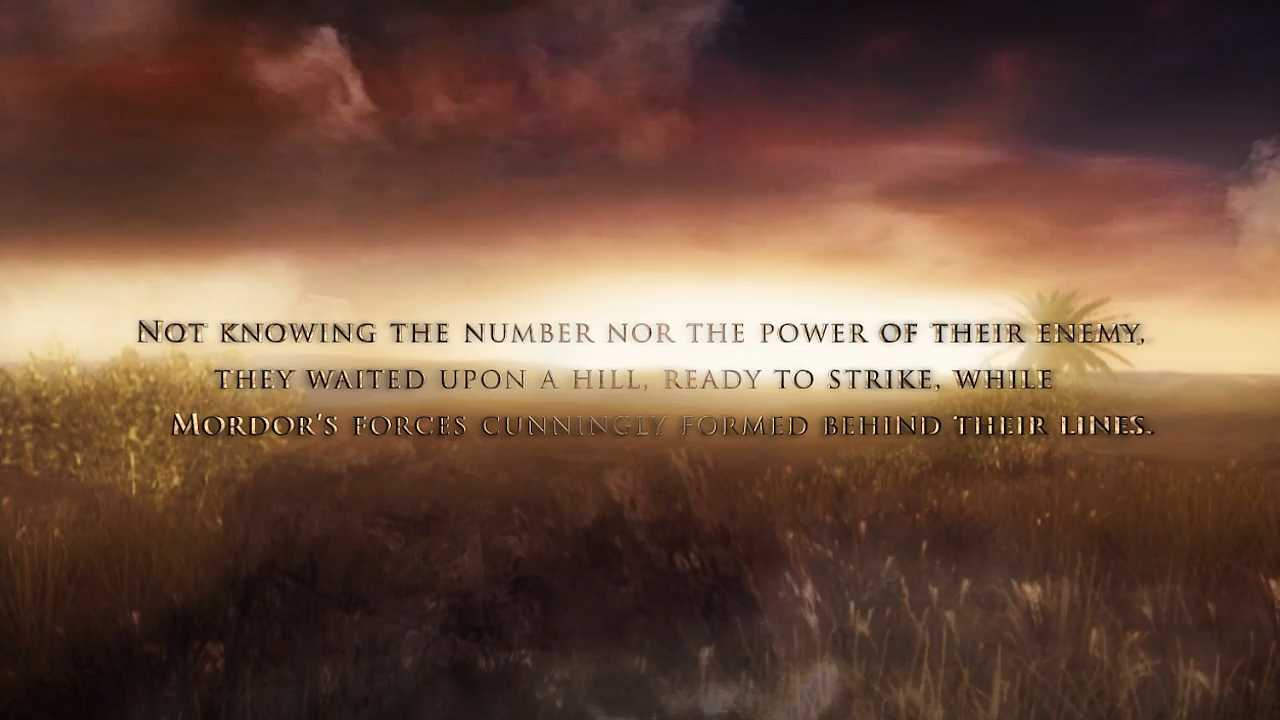 Not knowing the number nor the power of their enemy,
they waited upon a hill, ready to strike, while
Mordor's forces cunningly formed behind their lines.